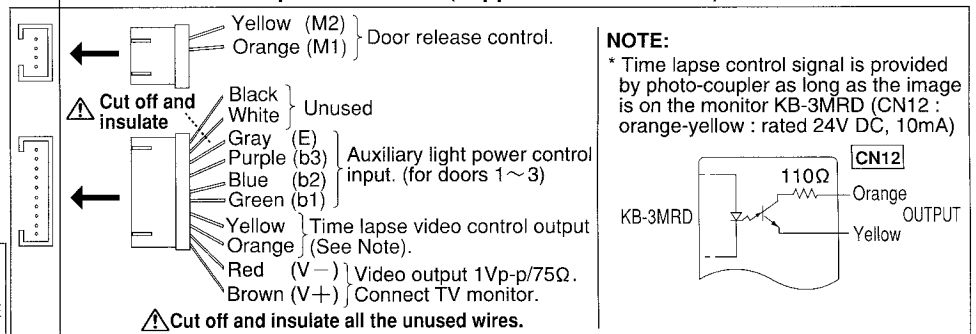 Yellow (M2)
Orange (M1)
Door release control.
⚠ Cut off and
insulate
Black
White
Unused
Gray (E)
Purple (b3)
Blue (b2)
Green (b1)
Auxiliary light power control
input. (for doors 1~3)
Yellow
Orange
Time lapse video control output
(See Note).
Red (V−)
Brown (V+)
Video output 1Vp-p/75Ω.
Connect TV monitor.
⚠Cut off and insulate all the unused wires.
NOTE:
* Time lapse control signal is provided
by photo-coupler as long as the image
is on the monitor KB-3MRD (CN12 :
orange-yellow : rated 24V DC, 10mA)
CN12
110Ω
Orange
KB-3MRD
OUTPUT
Yellow